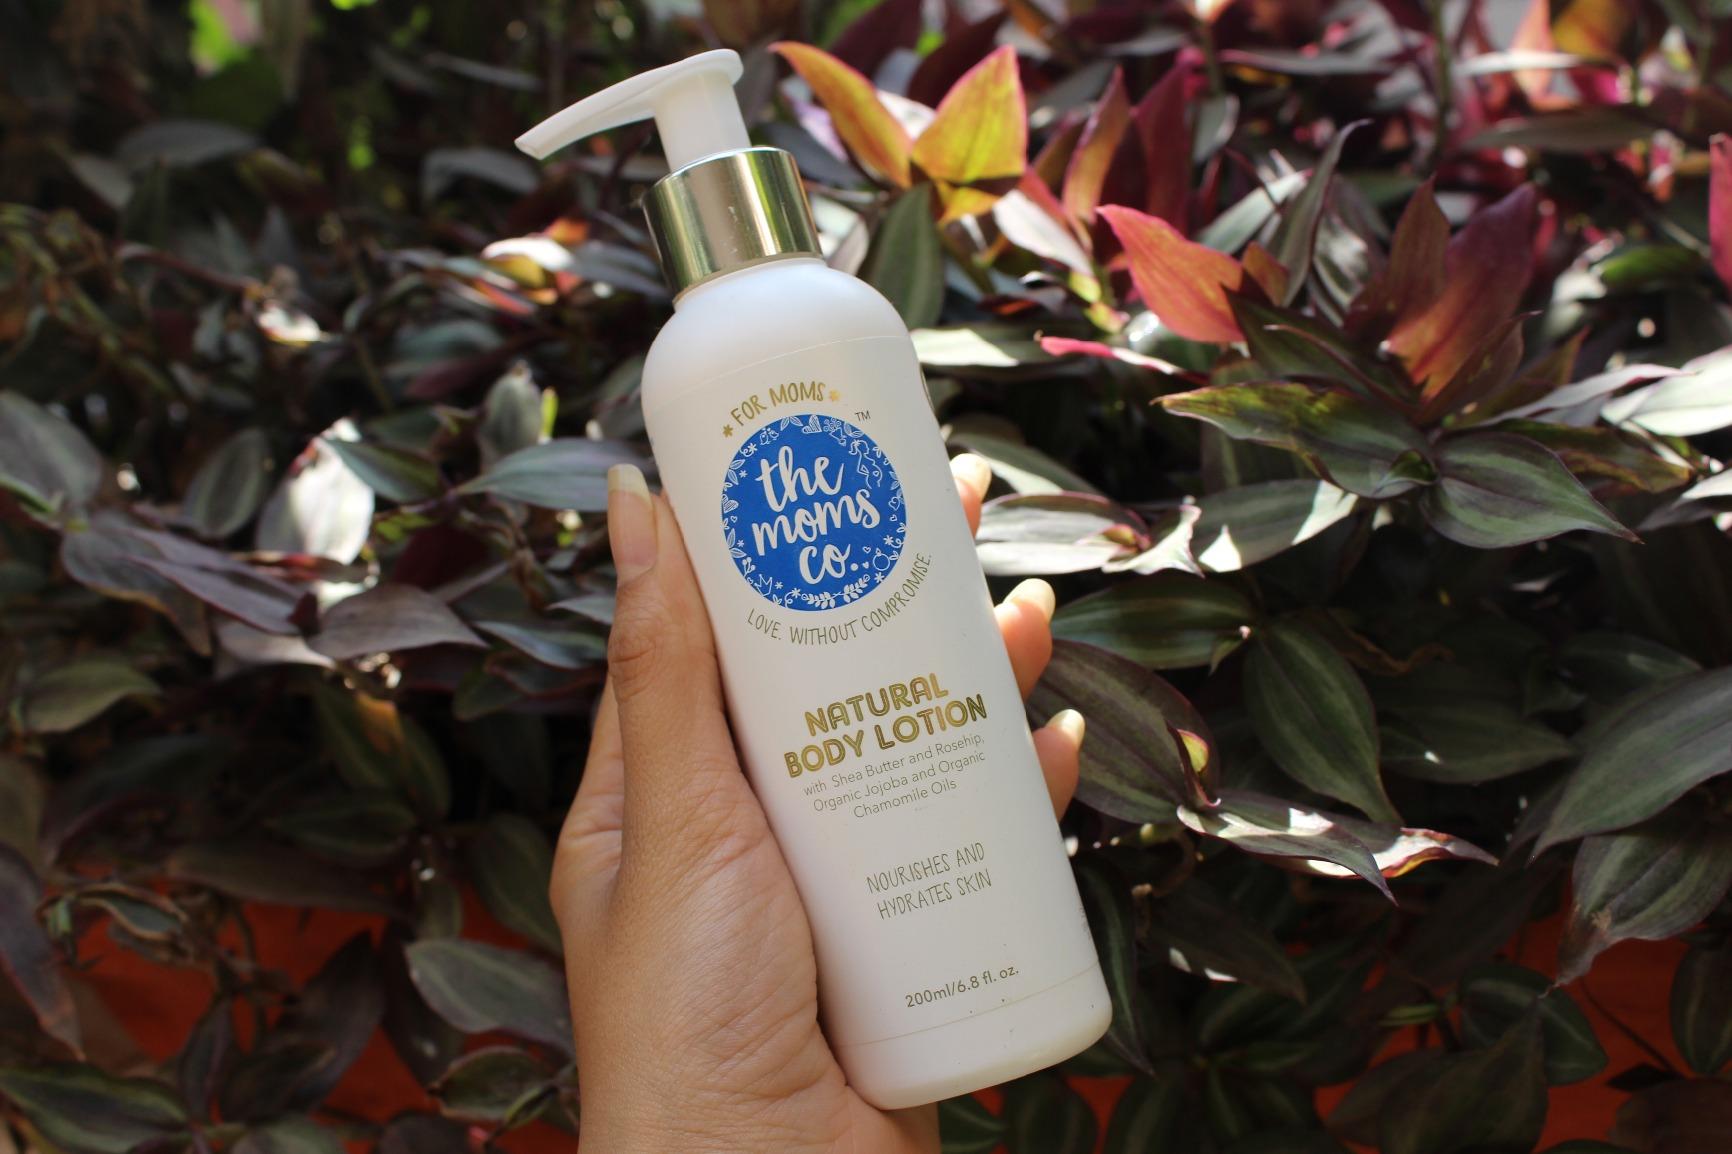 FOR MOMS
TM
the
moms
co.
LOVE. WITHOUT COMPROMISE.
NATURAL
BODY LOTION
with Shea Butter and Rosehip,
Organic Jojoba and Organic
Chamomile Oils
NOURISHES AND
HYDRATES SKIN
200ml/6.8 fl. oz.